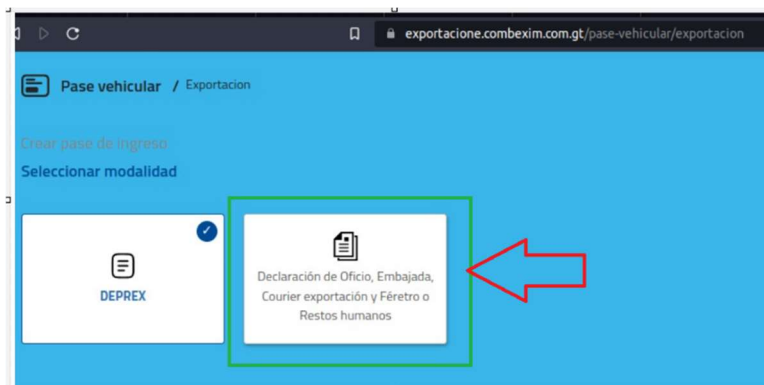 exportacione.combexim.com.gt/pase-vehicular/exportacion
Pase vehicular / Exportacion
Crear pase de ingreso
Seleccionar modalidad
DEPREX
Declaración de Oficio, Embajada,
Courier exportación y Féretro o
Restos humanos